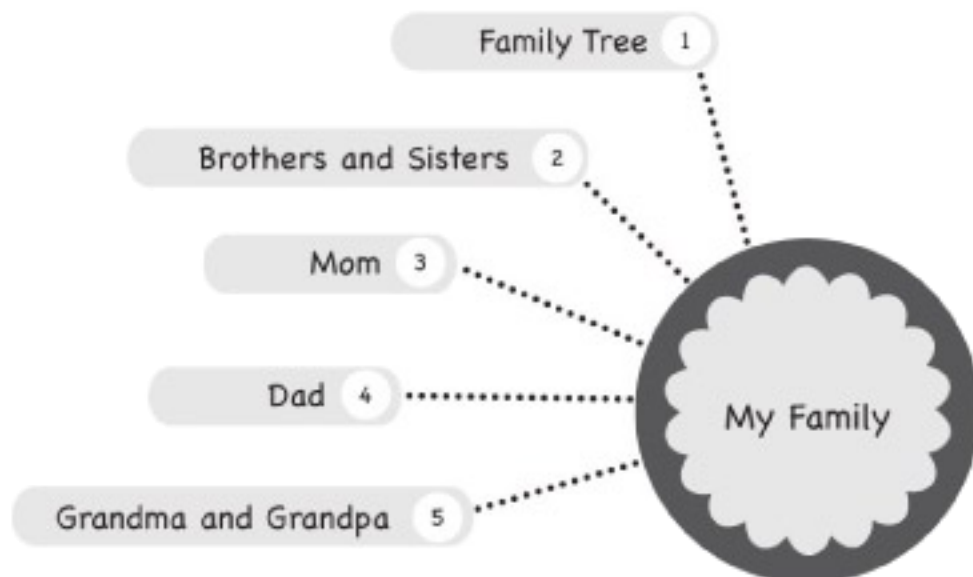 Family Tree 1
Brothers and Sisters 2
Mom 3
Dad 4
My Family
Grandma and Grandpa 5